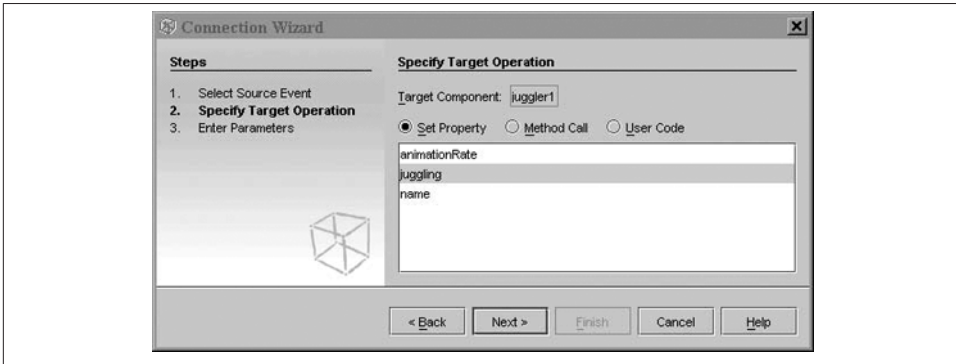 Connection Wizard
Steps
1. Select Source Event
2. Specify Target Operation
3. Enter Parameters
Specify Target Operation
Target Component: juggler1
Set Property Method Call User Code
animationRate
juggling
name
< Back Next > Finish Cancel Help